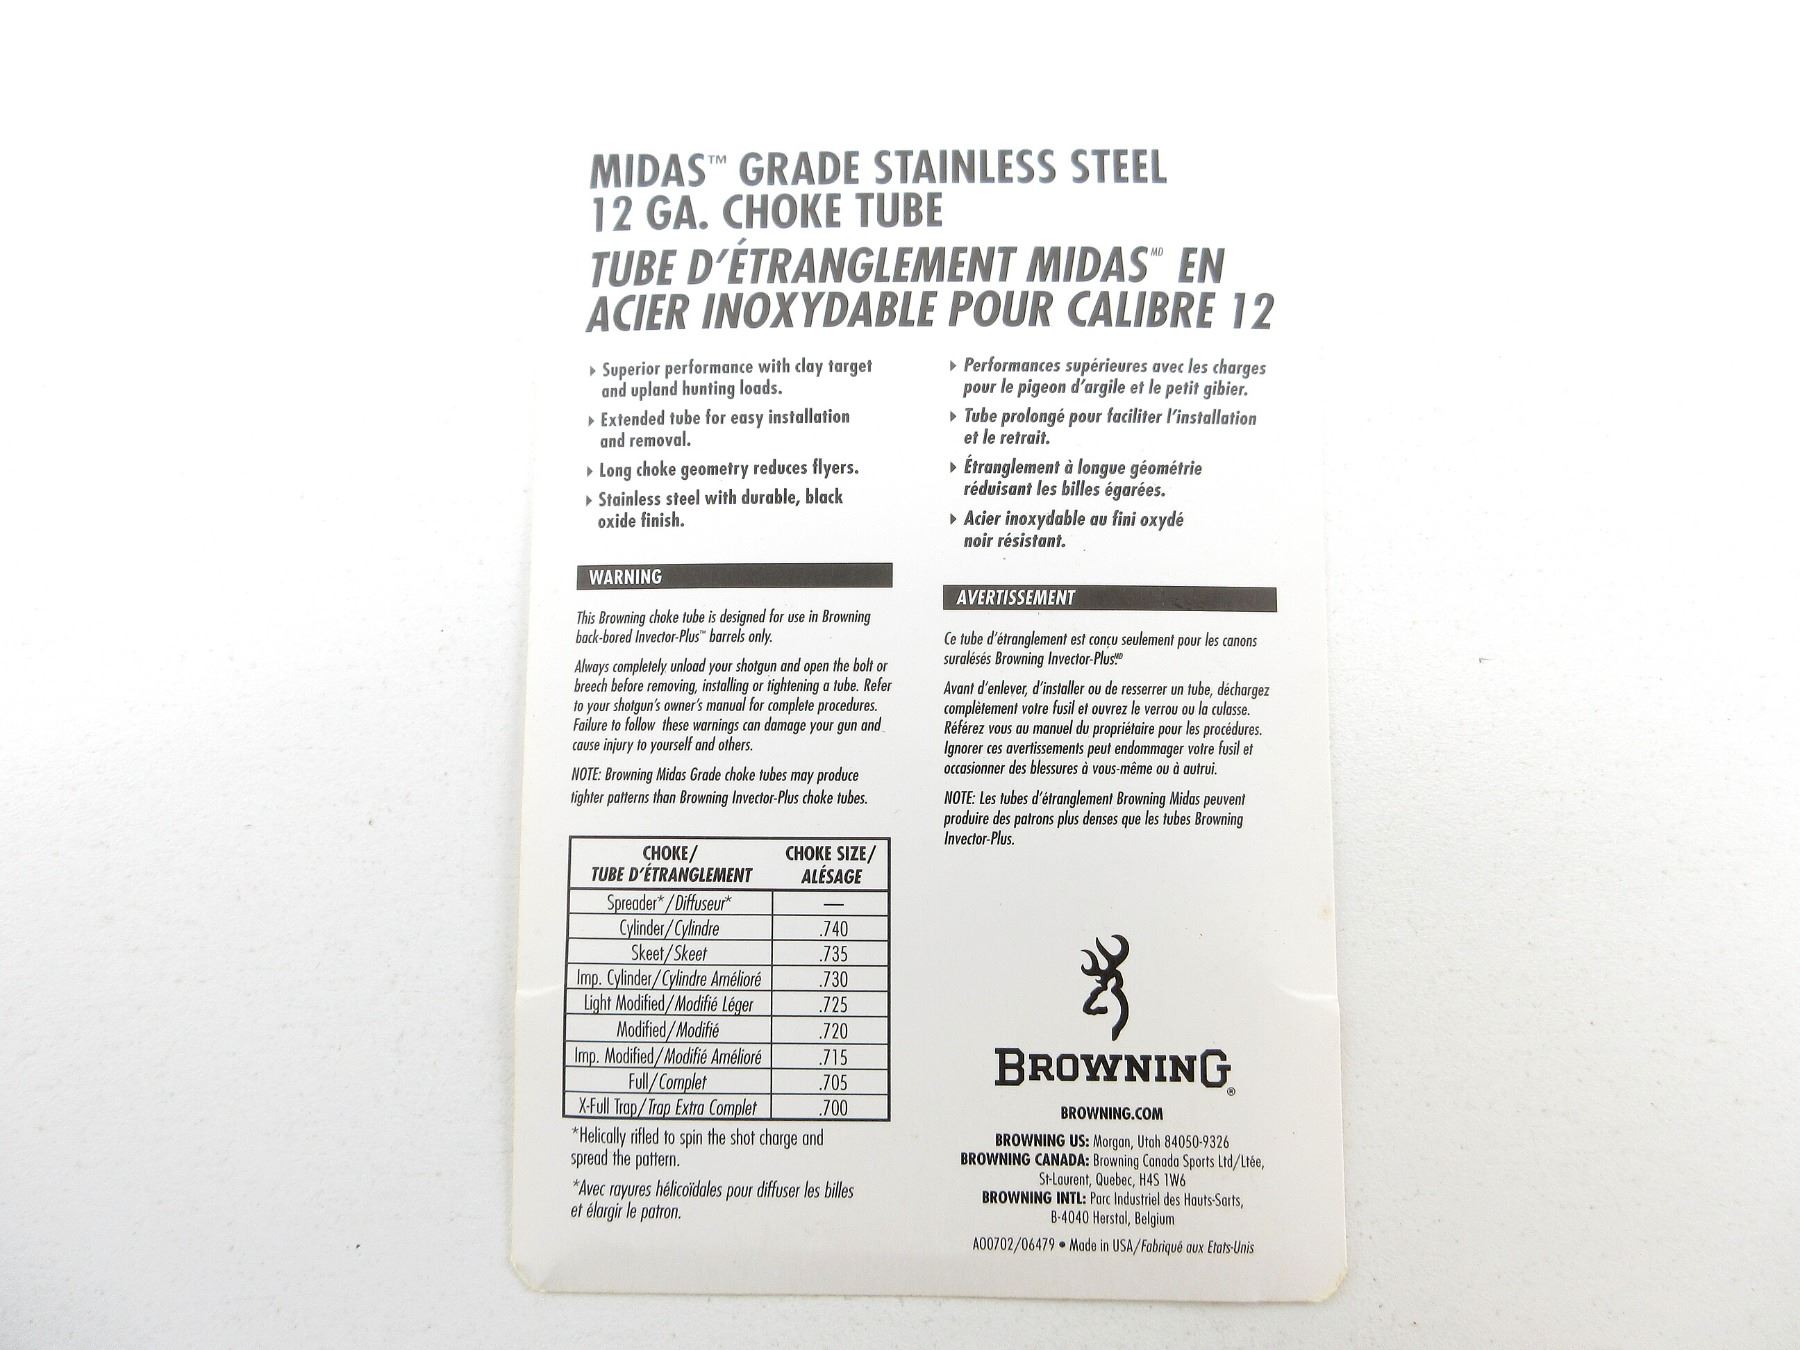 MIDAS™ GRADE STAINLESS STEEL
12 GA. CHOKE TUBE
TUBE D'ÉTRANGLEMENT MIDAS MD EN
ACIER INOXYDABLE POUR CALIBRE 12
Superior performance with clay target
and upland hunting loads.
Extended tube for easy installation
and removal.
Long choke geometry reduces flyers.
Stainless steel with durable, black
oxide finish.
WARNING
This Browning choke tube is designed for use in Browning
back-bored Invector-Plus™ barrels only.
Always completely unload your shotgun and open the bolt or
breech before removing, installing or tightening a tube. Refer
to your shotgun's owner's manual for complete procedures.
Failure to follow these warnings can damage your gun and
cause injury to yourself and others.
NOTE: Browning Midas Grade choke tubes may produce
tighter patterns than Browning Invector-Plus choke tubes.
CHOKE/ CHOKE SIZE/
TUBE D'ÉTRANGLEMENT ALÉSAGE
Spreader*/Diffuseur* —
Cylinder/Cylindre .740
Skeet/Skeet .735
Imp. Cylinder/Cylindre Amélioré .730
Light Modified/Modifié Léger .725
Modified/Modifié .720
Imp. Modified/Modifié Amélioré .715
Full/Complet .705
X-Full Trap/Trap Extra Complet .700
*Helically rifled to spin the shot charge and
spread the pattern.
*Avec rayures hélicoïdales pour diffuser les billes
et élargir le patron.
Performances supérieures avec les charges
pour le pigeon d'argile et le petit gibier.
Tube prolongé pour faciliter l'installation
et le retrait.
Étranglement à longue géométrie
réduisant les billes égarées.
Acier inoxydable au fini oxydé
noir résistant.
AVERTISSEMENT
Ce tube d'étranglement est conçu seulement pour les canons
suralésés Browning Invector-Plus.MD
Avant d'enlever, d'installer ou de resserrer un tube, déchargez
complètement votre fusil et ouvrez le verrou ou la culasse.
Référez vous au manuel du propriétaire pour les procédures.
Ignorer ces avertissements peut endommager votre fusil et
occasionner des blessures à vous-même ou à autrui.
NOTE: Les tubes d'étranglement Browning Midas peuvent
produire des patrons plus denses que les tubes Browning
Invector-Plus.
BROWNING®
BROWNING.COM
BROWNING US: Morgan, Utah 84050-9326
BROWNING CANADA: Browning Canada Sports Ltd/Ltée,
St-Laurent, Quebec, H4S 1W6
BROWNING INTL: Parc Industriel des Hauts-Sarts,
B-4040 Herstal, Belgium
A00702/06479 • Made in USA/Fabriqué aux Etats-Unis